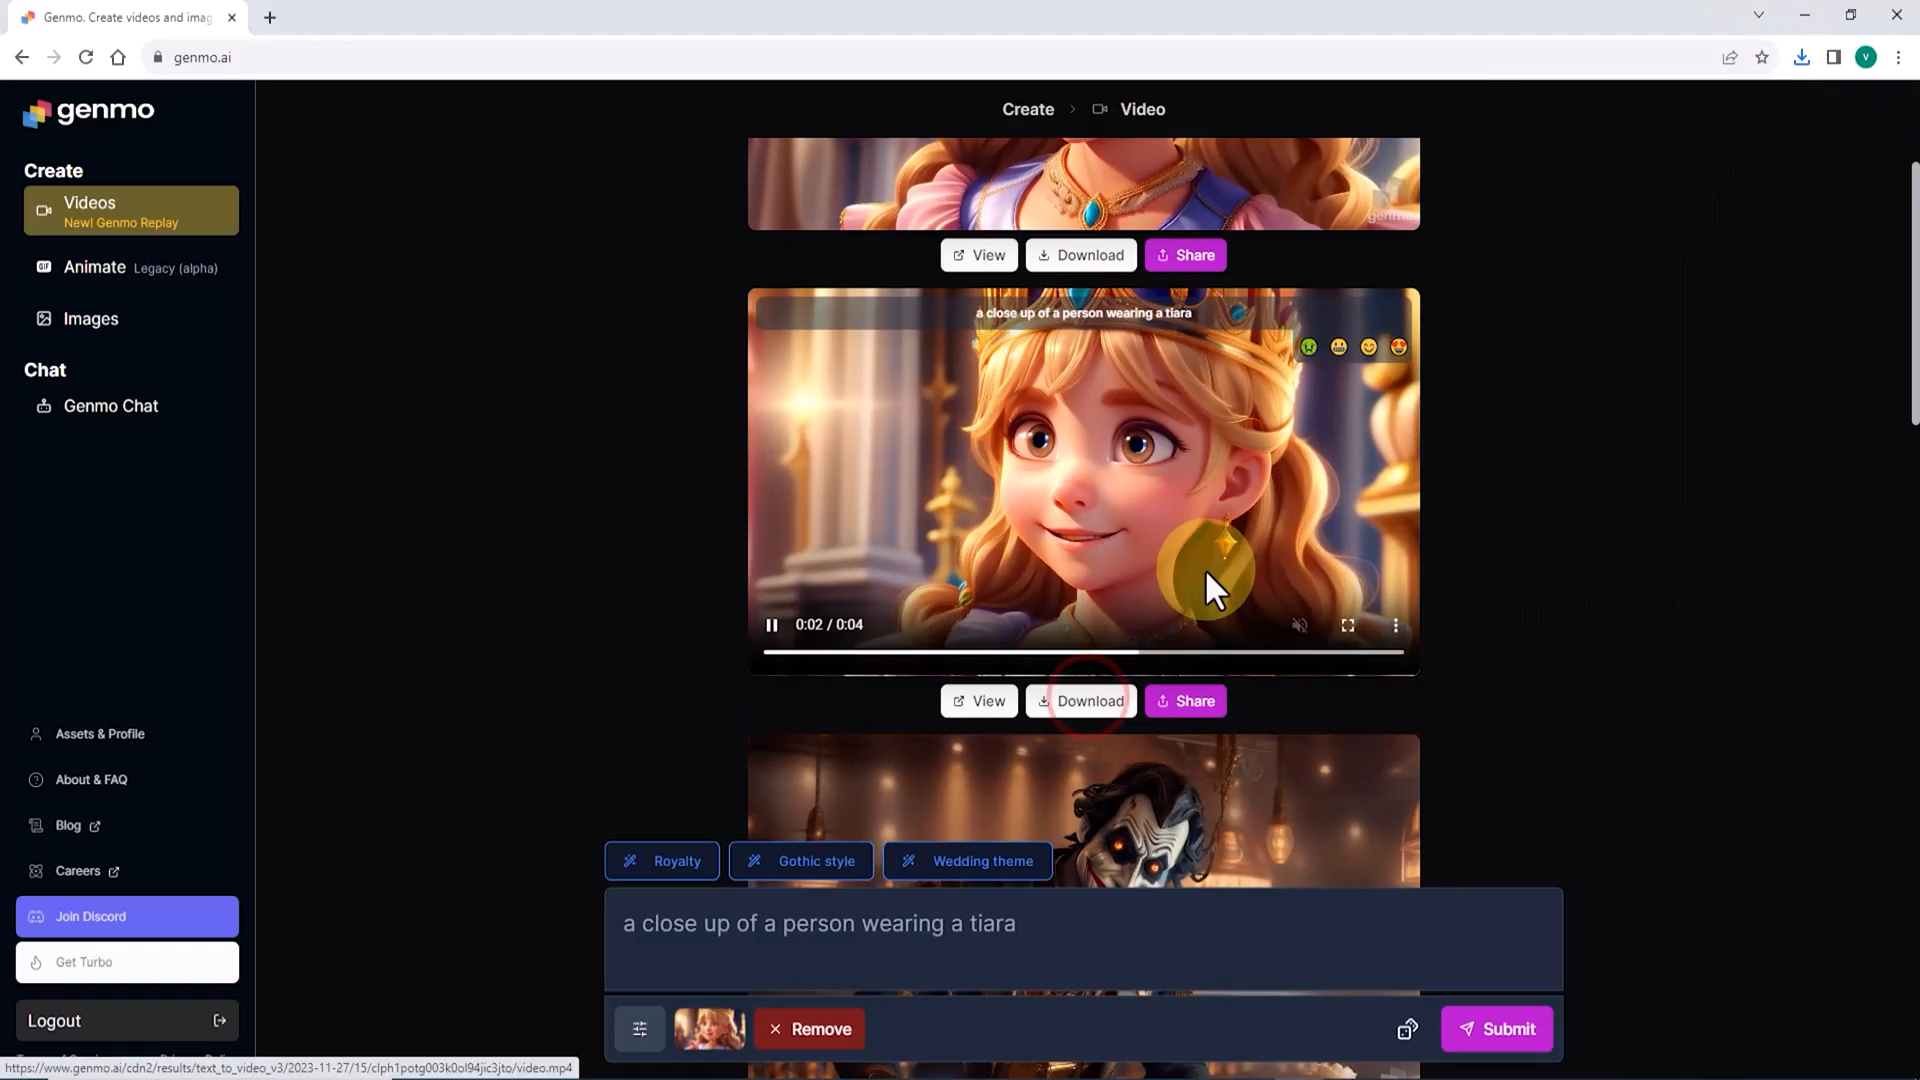 Genmo. Create videos and imag
genmo.ai
V
genmo
Create
Videos
New! Genmo Replay
GIF
Animate Legacy (alpha)
Images
Chat
Genmo Chat
Assets & Profile
About & FAQ
Blog
Careers
Join Discord
Get Turbo
Logout
https://www.genmo.ai/cdn2/results/text_to_video_v3/2023-11-27/15/clph1potg003k0ol94jic3jto/video.mp4
Create > Video
genmo
View Download Share
a close up of a person wearing a tiara
0:02 / 0:04
View Download Share
Royalty Gothic style Wedding theme
a close up of a person wearing a tiara
Remove
Submit